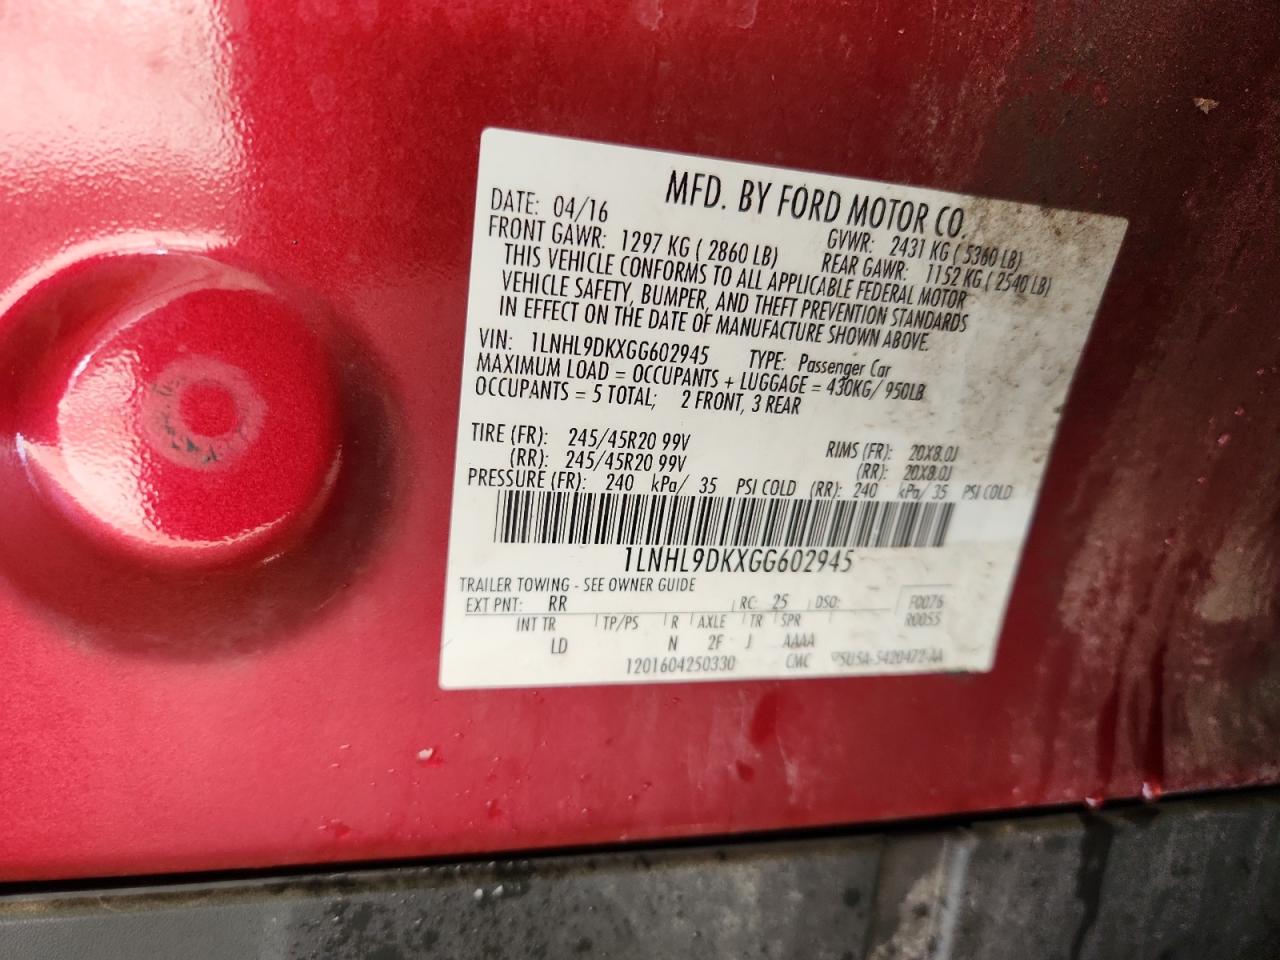 MFD. BY FORD MOTOR CO.
DATE: 04/16 GVWR: 2431 KG ( 5360 LB)
FRONT GAWR: 1297 KG ( 2860 LB) REAR GAWR: 1152 KG ( 2540 LB)
THIS VEHICLE CONFORMS TO ALL APPLICABLE FEDERAL MOTOR
VEHICLE SAFETY, BUMPER, AND THEFT PREVENTION STANDARDS
IN EFFECT ON THE DATE OF MANUFACTURE SHOWN ABOVE.
VIN: 1LNHL9DKXGG602945 TYPE: Passenger Car
MAXIMUM LOAD = OCCUPANTS + LUGGAGE = 430KG/ 950LB
OCCUPANTS = 5 TOTAL; 2 FRONT, 3 REAR
TIRE (FR): 245/45R20 99V RIMS (FR): 20X8.0J
(RR): 245/45R20 99V (RR): 20X8.0J
PRESSURE (FR): 240 kPa/ 35 PSI COLD (RR): 240 kPa/ 35 PSI COLD
1LNHL9DKXGG602945
TRAILER TOWING - SEE OWNER GUIDE
EXT PNT: RR RC: 25 DSO: F0076
INT TR TP/PS R AXLE TR SPR R0055
LD N 2F J AAAA
1201604250330 CMC